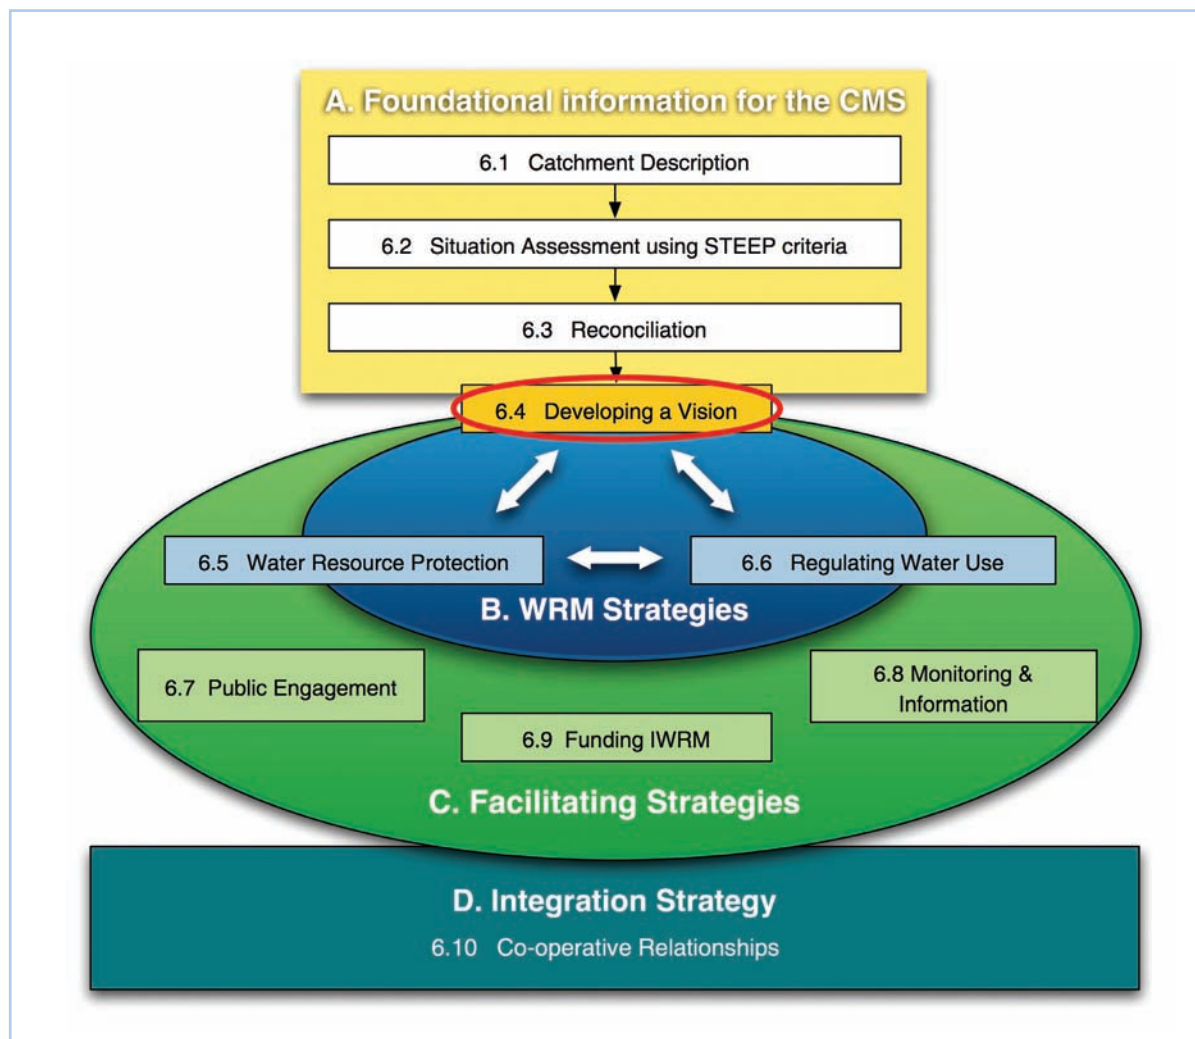 A. Foundational information for the CMS
6.1 Catchment Description
6.2 Situation Assessment using STEEP criteria
6.3 Reconciliation
6.4 Developing a Vision
6.5 Water Resource Protection
6.6 Regulating Water Use
B. WRM Strategies
6.7 Public Engagement
6.8 Monitoring &
Information
6.9 Funding IWRM
C. Facilitating Strategies
D. Integration Strategy
6.10 Co-operative Relationships